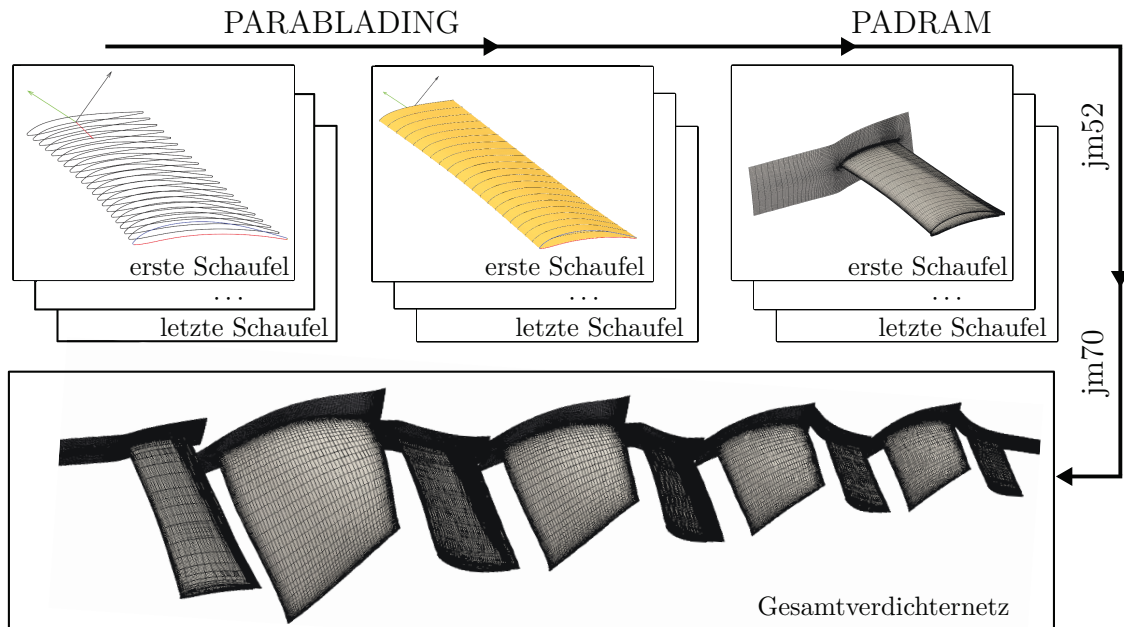 PARABLADING
PADRAM
erste Schaufel
...
letzte Schaufel
erste Schaufel
...
letzte Schaufel
erste Schaufel
...
letzte Schaufel
jm52
jm70
Gesamtverdichternetz